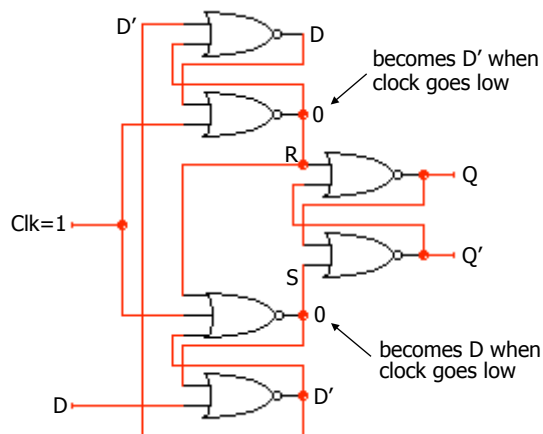 D’
D
becomes D’ when
clock goes low
0
R
Q
Clk=1
Q’
S
0
becomes D when
clock goes low
D
D’